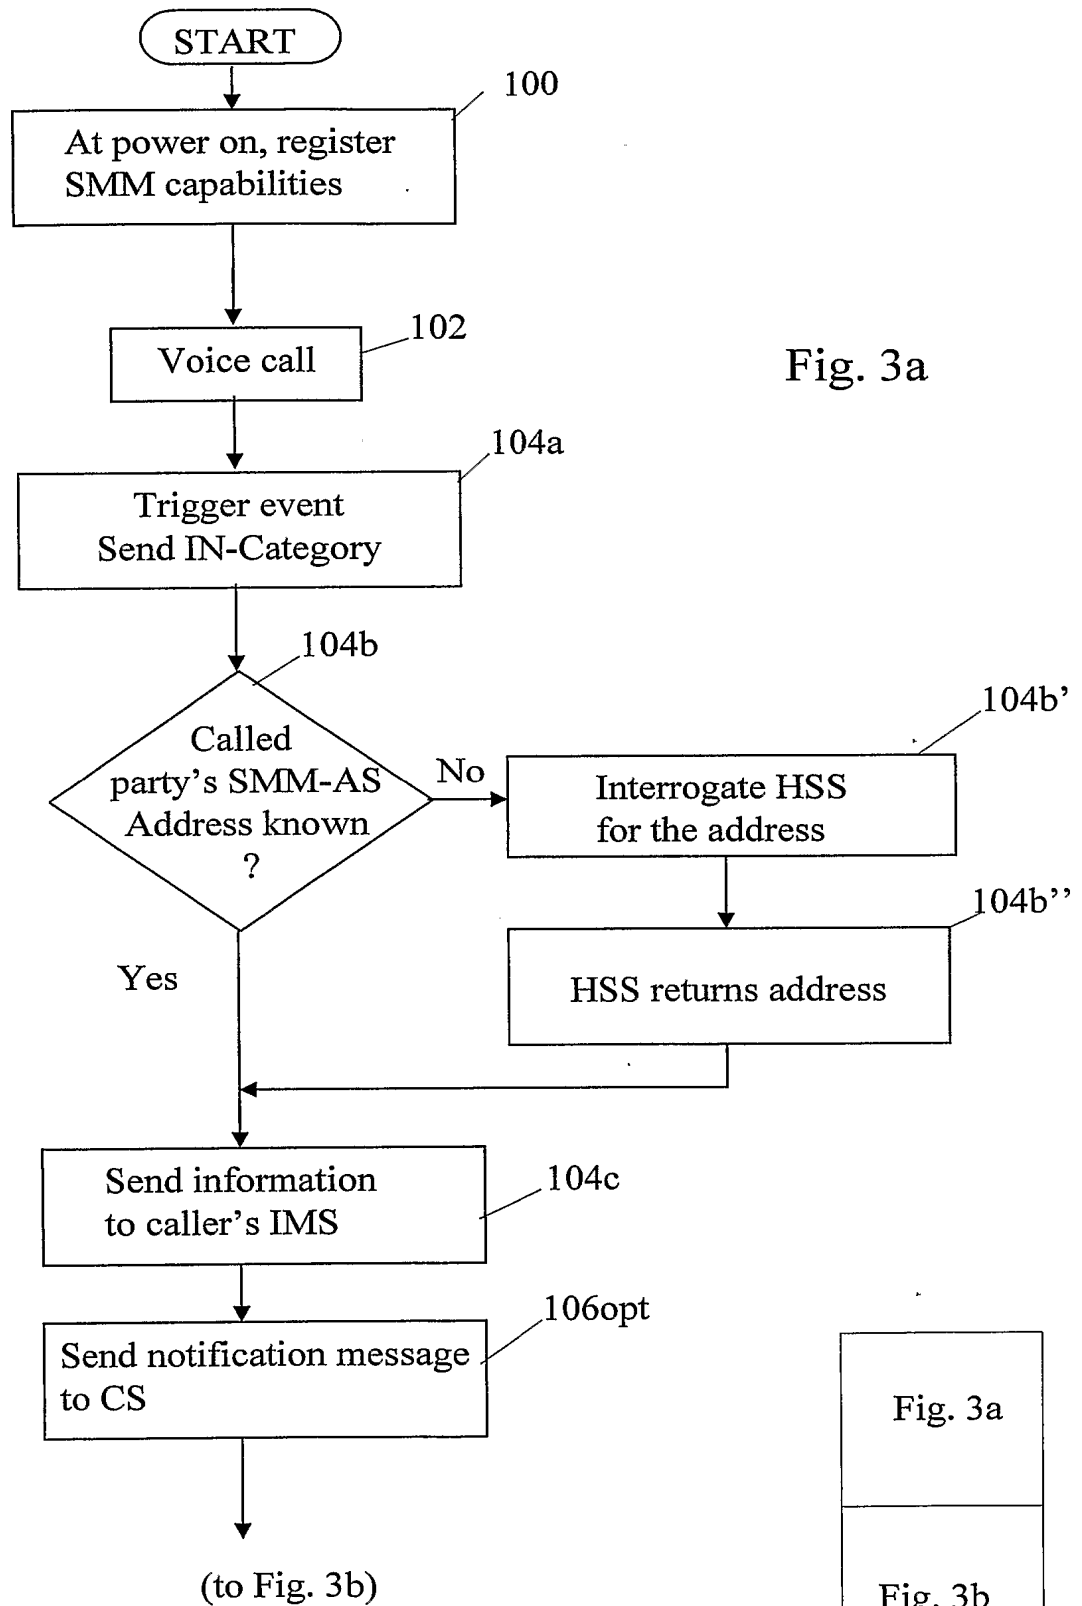 START
100
At power on, register
SMM capabilities
102
Voice call
Fig. 3a
104a
Trigger event
Send IN-Category
104b
Called
party's SMM-AS
Address known
?
No
104b'
Interrogate HSS
for the address
104b''
HSS returns address
Yes
Send information
to caller's IMS
104c
106opt
Send notification message
to CS
(to Fig. 3b)
Fig. 3a
Fig. 3b